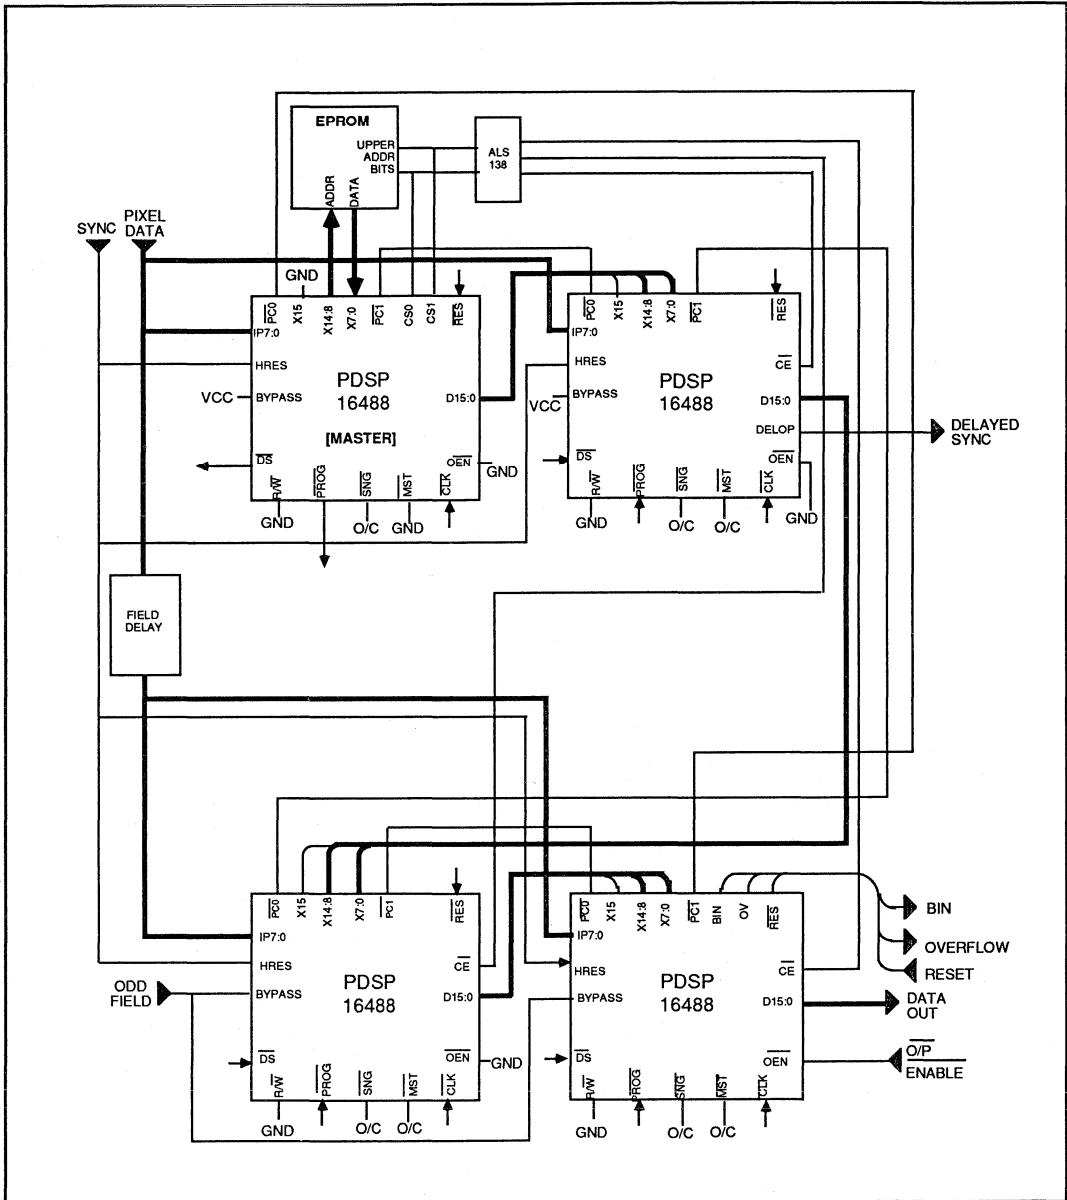 EPROM
UPPER
ADDR
BITS
ADDR
DATA
ALS
138
SYNC
PIXEL
DATA
GND
PC0
X15
X14:8
X7:0
PC1
CS0
CS1
RES
IP7:0
HRES
VCC
BYPASS
PDSP
16488
[MASTER]
D15:0
DS
OEN
GND
R/W
PROG
SNG
MST
CLK
GND
O/C
GND
PC0
X15
X14:8
X7:0
PC1
RES
IP7:0
HRES
CE
VCC
BYPASS
PDSP
16488
D15:0
DELOP
DELAYED
SYNC
DS
OEN
R/W
PROG
SNG
MST
CLK
GND
O/C
O/C
GND
FIELD
DELAY
PC0
X15
X14:8
X7:0
PC1
RES
IP7:0
HRES
CE
ODD
FIELD
BYPASS
PDSP
16488
D15:0
DS
OEN
GND
R/W
PROG
SNG
MST
CLK
GND
O/C
O/C
PC0
X15
X14:8
X7:0
PC1
BIN
OV
RES
IP7:0
HRES
CE
BYPASS
PDSP
16488
D15:0
DS
OEN
R/W
PROG
SNG
MST
CLK
GND
O/C
O/C
BIN
OVERFLOW
RESET
DATA
OUT
O/P
ENABLE